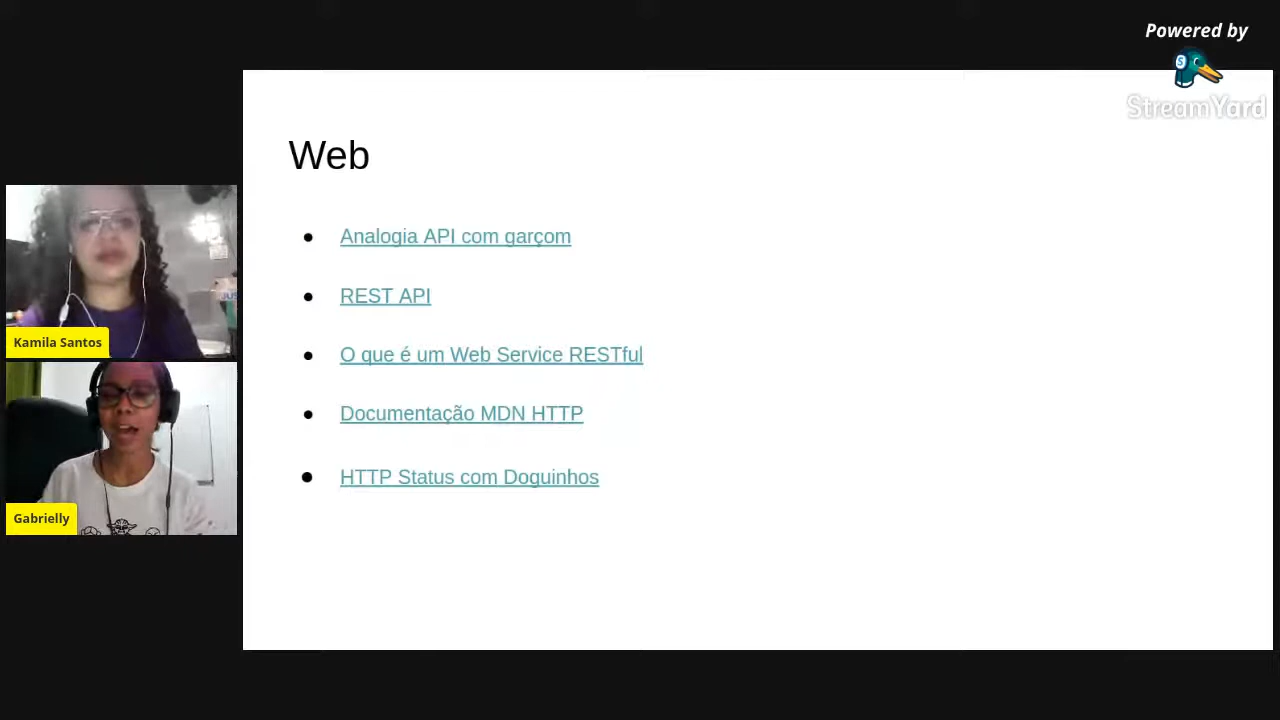 Powered by
StreamYard
Web
Analogia API com garçom
REST API
O que é um Web Service RESTful
Documentação MDN HTTP
HTTP Status com Doguinhos
Kamila Santos
Gabrielly